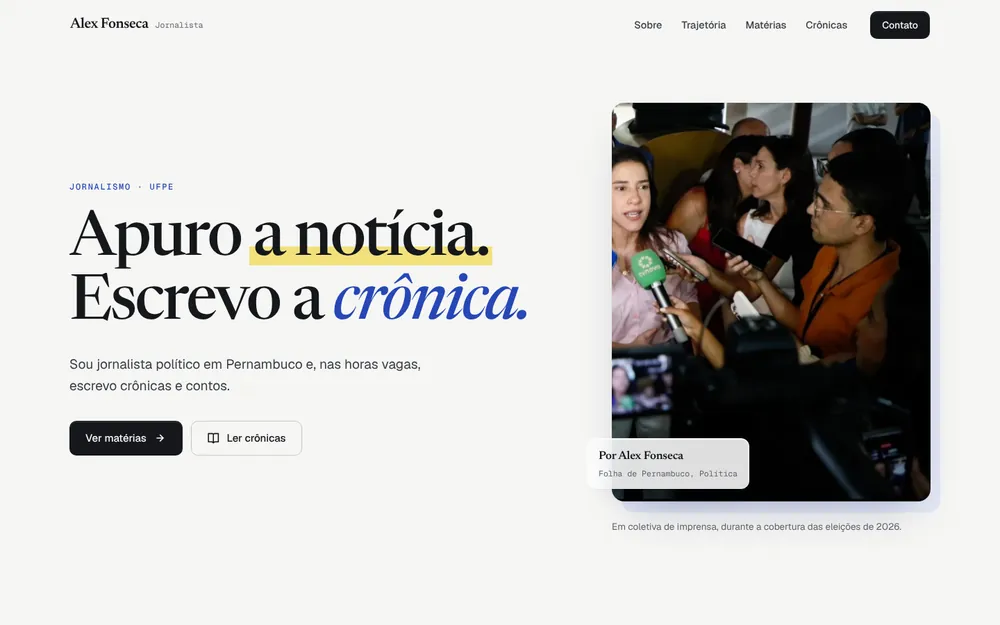 Alex Fonseca Jornalista
Sobre Trajetória Matérias Crônicas Contato
JORNALISMO · UFPE
Apuro a notícia.
Escrevo a crônica.
Sou jornalista político em Pernambuco e, nas horas vagas,
escrevo crônicas e contos.
Ver matérias →
Ler crônicas
Por Alex Fonseca
Folha de Pernambuco, Política
Em coletiva de imprensa, durante a cobertura das eleições de 2026.